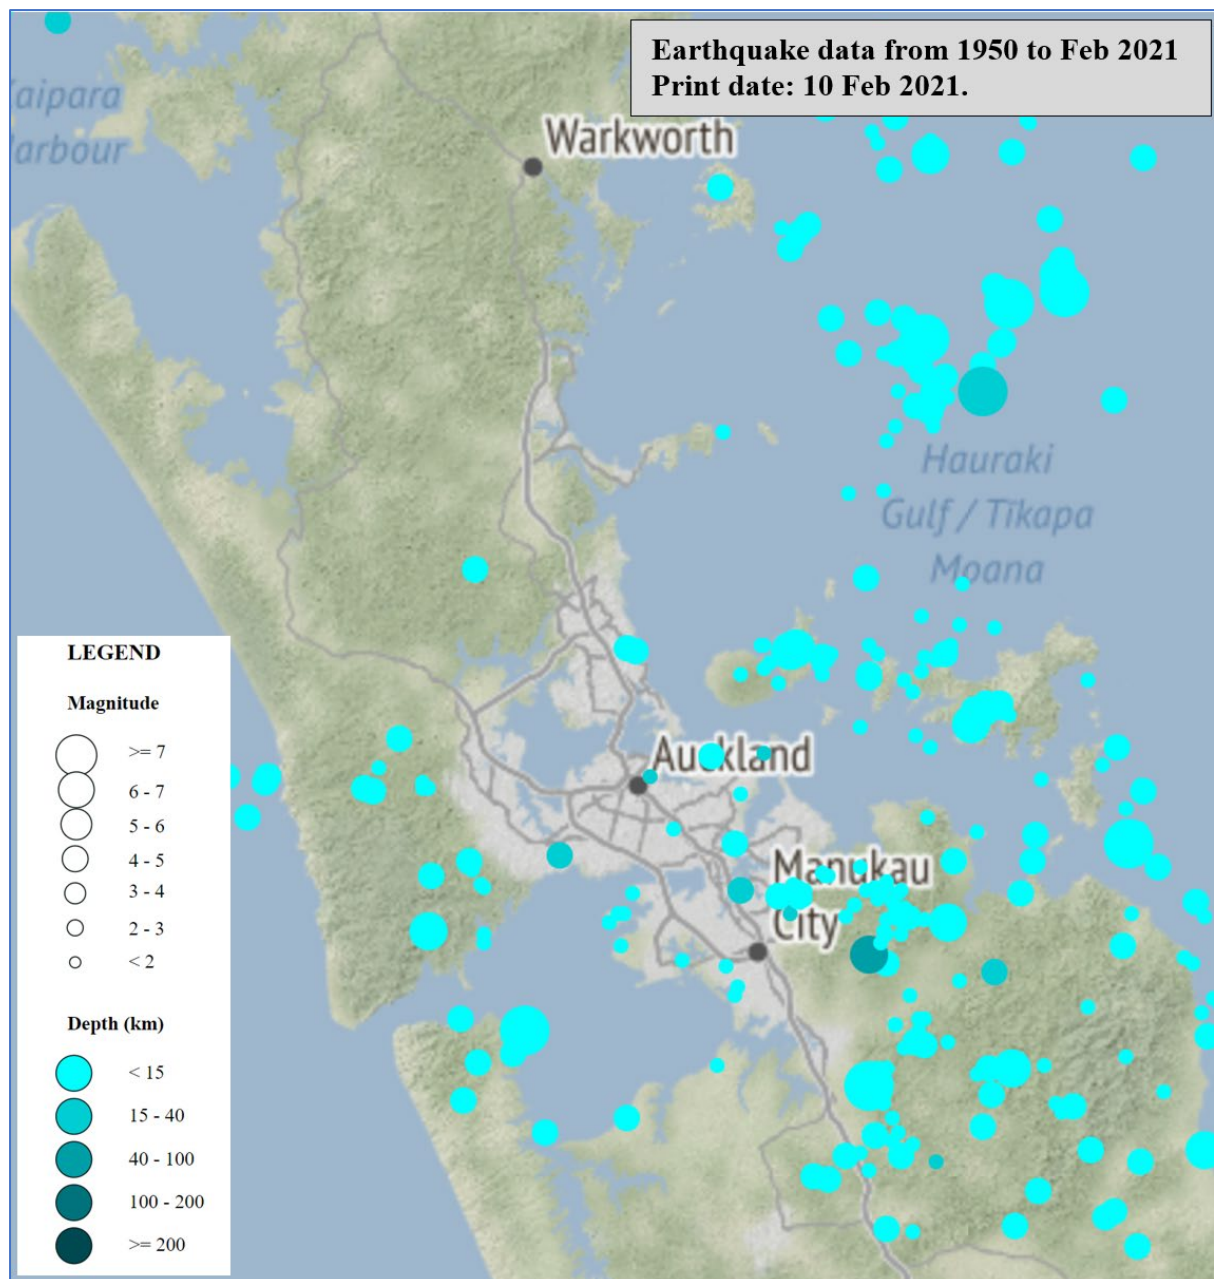 Earthquake data from 1950 to Feb 2021
Print date: 10 Feb 2021.
aipara
arbour
Warkworth
Hauraki
Gulf / Tīkapa
Moana
Auckland
Manukau
City
LEGEND
Magnitude
>= 7
6 - 7
5 - 6
4 - 5
3 - 4
2 - 3
< 2
Depth (km)
< 15
15 - 40
40 - 100
100 - 200
>= 200